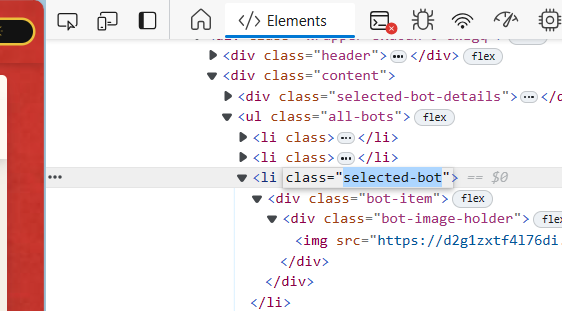 Elements
<div class="header"> </div> flex
<div class="content">
<div class="selected-bot-details"> </
<ul class="all-bots"> flex
<li class> </li>
<li class> </li>
<li class="selected-bot"> == $0
<div class="bot-item"> flex
<div class="bot-image-holder"> flex
<img src="https://d2g1zxtf4l76di.
</div>
</div>
</li>